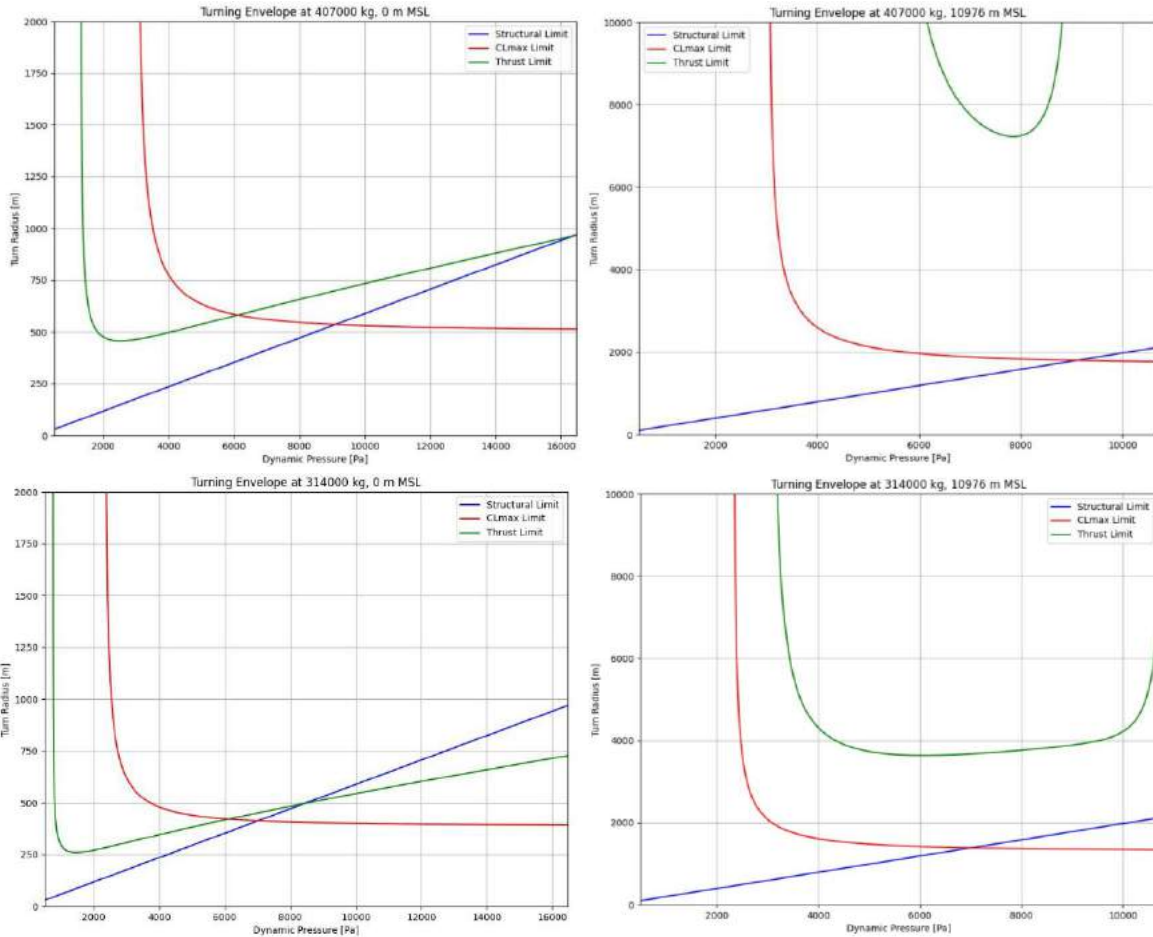 Turning Envelope at 407000 kg, 0 m MSL
2000
1750
1500
1250
1000
750
500
250
0
Turn Radius [m]
Structural Limit
CLmax Limit
Thrust Limit
2000 4000 6000 8000 10000 12000 14000 16000
Dynamic Pressure [Pa]
Turning Envelope at 407000 kg, 10976 m MSL
10000
8000
6000
4000
2000
0
Turn Radius [m]
Structural Limit
CLmax Limit
Thrust Limit
2000 4000 6000 8000 10000
Dynamic Pressure [Pa]
Turning Envelope at 314000 kg, 0 m MSL
2000
1750
1500
1250
1000
750
500
250
0
Turn Radius [m]
Structural Limit
CLmax Limit
Thrust Limit
2000 4000 6000 8000 10000 12000 14000 16000
Dynamic Pressure [Pa]
Turning Envelope at 314000 kg, 10976 m MSL
10000
8000
6000
4000
2000
0
Turn Radius [m]
Structural Limit
CLmax Limit
Thrust Limit
2000 4000 6000 8000 10000
Dynamic Pressure [Pa]